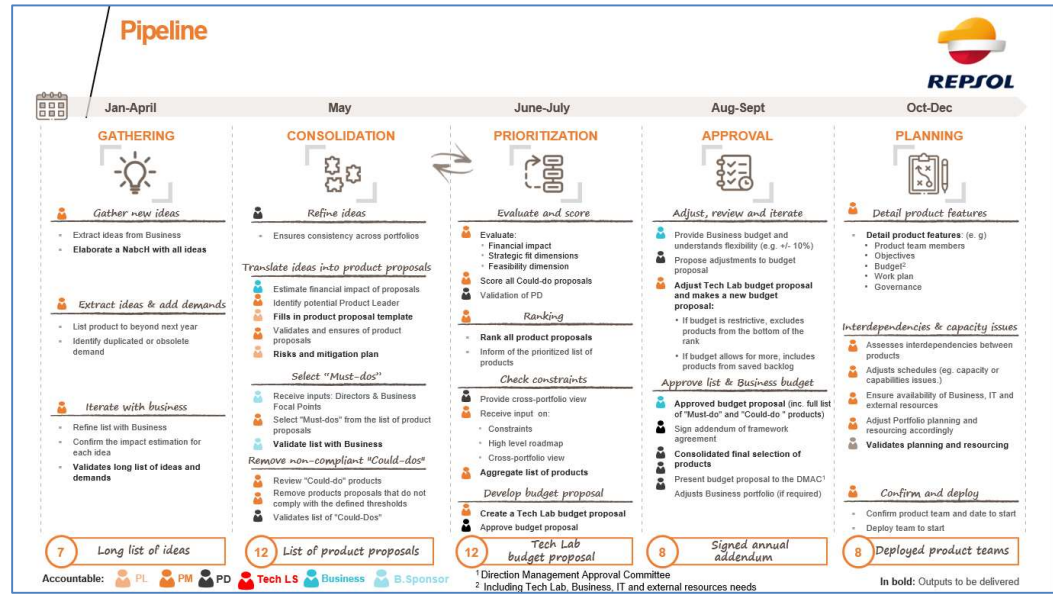 Pipeline
REPSOL
Jan-April
May
June-July
Aug-Sept
Oct-Dec
GATHERING
Gather new ideas
- Extract ideas from Business
- Elaborate a NabcH with all ideas
Extract ideas & add demands
- List product to beyond next year
- Identify duplicated or obsolete
demand
Iterate with business
- Refine list with Business
- Confirm the impact estimation for
each idea
- Validates long list of ideas and
demands
7
Long list of ideas
CONSOLIDATION
Refine ideas
- Ensures consistency across portfolios
Translate ideas into product proposals
Estimate financial impact of proposals
Identify potential Product Leader
Fills in product proposal template
Validates and ensures of product
proposals
Risks and mitigation plan
Select "Must-dos"
Receive inputs: Directors & Business
Focal Points
Select "Must-dos" from the list of product
proposals
Validate list with Business
Remove non-compliant "Could-dos"
Review "Could-do" products
Remove products proposals that do not
comply with the defined thresholds
Validates list of "Could-Dos"
12
List of product proposals
PRIORITIZATION
Evaluate and score
Evaluate:
• Financial impact
• Strategic fit dimensions
• Feasibility dimension
Score all Could-do proposals
Validation of PD
Ranking
- Rank all product proposals
- Inform of the prioritized list of
products
Check constraints
Provide cross-portfolio view
Receive input on:
• Constraints
• High level roadmap
• Cross-portfolio view
Aggregate list of products
Develop budget proposal
Create a Tech Lab budget proposal
Approve budget proposal
12
Tech Lab
budget proposal
APPROVAL
Adjust, review and iterate
Provide Business budget and
understands flexibility (e.g. +/- 10%)
Propose adjustments to budget
proposal
Adjust Tech Lab budget proposal
and makes a new budget
proposal:
• If budget is restrictive, excludes
products from the bottom of the
rank
• If budget allows for more, includes
products from saved backlog
Approve list & Business budget
Approved budget proposal (inc. full list
of "Must-do" and "Could-do " products)
Sign addendum of framework
agreement
Consolidated final selection of
products
Present budget proposal to the DMAC¹
Adjusts Business portfolio (if required)
8
Signed annual
addendum
PLANNING
Detail product features
- Detail product features: (e. g)
• Product team members
• Objectives
• Budget²
• Work plan
• Governance
Interdependencies & capacity issues
Assesses interdependencies between
products
Adjusts schedules (eg. capacity or
capabilities issues.)
Ensure availability of Business, IT and
external resources
Adjust Portfolio planning and
resourcing accordingly
Validates planning and resourcing
Confirm and deploy
- Confirm product team and date to start
- Deploy team to start
8
Deployed product teams
Accountable:
PL
PM
PD
Tech LS
Business
B.Sponsor
¹ Direction Management Approval Committee
² Including Tech Lab, Business, IT and external resources needs
In bold: Outputs to be delivered